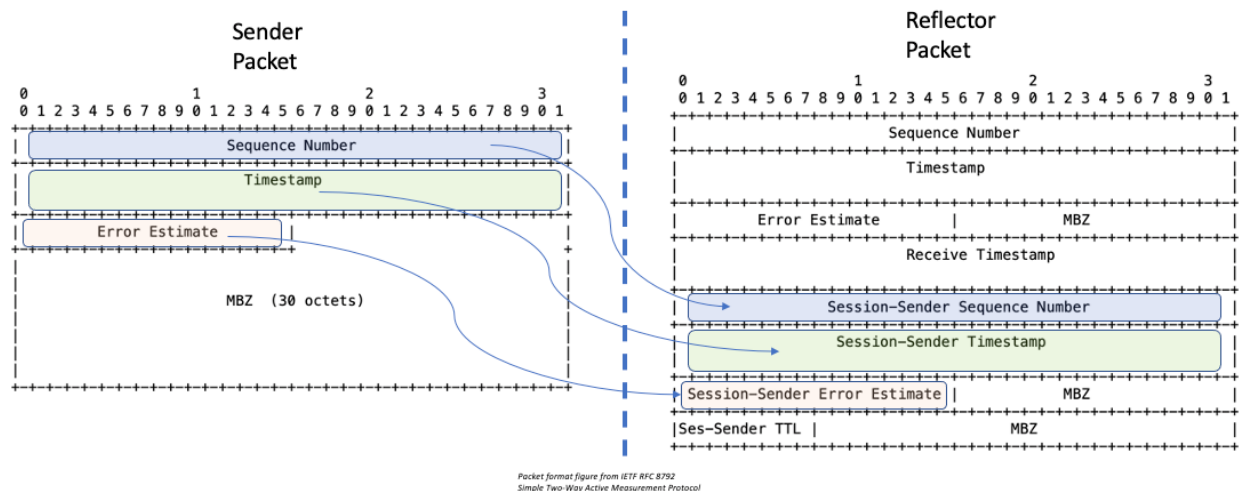 Sender
Packet
0 1 2 3
0 1 2 3 4 5 6 7 8 9 0 1 2 3 4 5 6 7 8 9 0 1 2 3 4 5 6 7 8 9 0 1
Sequence Number
Timestamp
Error Estimate
MBZ (30 octets)
Reflector
Packet
0 1 2 3
0 1 2 3 4 5 6 7 8 9 0 1 2 3 4 5 6 7 8 9 0 1 2 3 4 5 6 7 8 9 0 1
Sequence Number
Timestamp
Error Estimate | MBZ
Receive Timestamp
Session-Sender Sequence Number
Session-Sender Timestamp
Session-Sender Error Estimate | MBZ
Ses-Sender TTL | MBZ
Packet format figure from IETF RFC 8792
Simple Two-Way Active Measurement Protocol